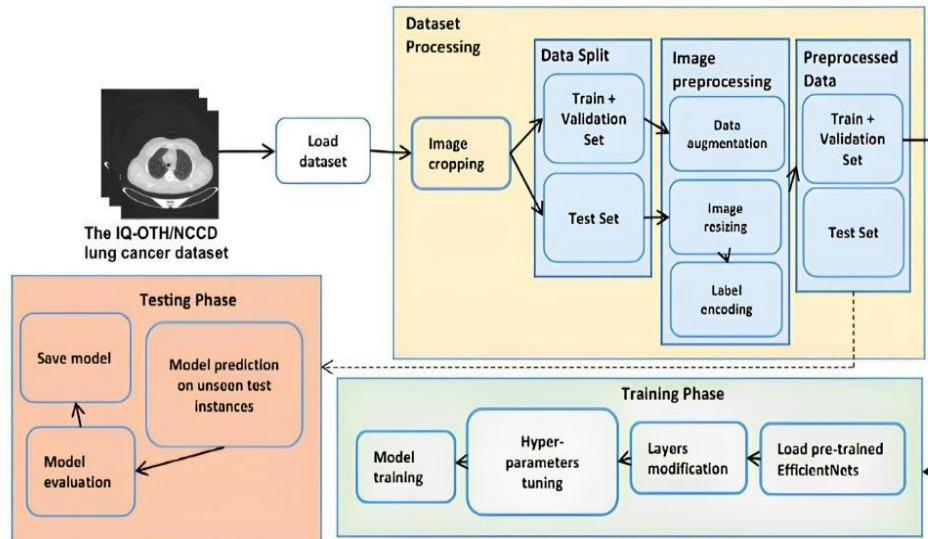 Dataset
Processing
Data Split
Image
preprocessing
Preprocessed
Data
Train +
Validation
Set
Data
augmentation
Train +
Validation
Set
Load
dataset
Image
cropping
Test Set
Image
resizing
Test Set
Label
encoding
The IQ-OTH/NCCD
lung cancer dataset
Testing Phase
Save model
Model prediction
on unseen test
instances
Model
evaluation
Training Phase
Model
training
Hyper-
parameters
tuning
Layers
modification
Load pre-trained
EfficientNets